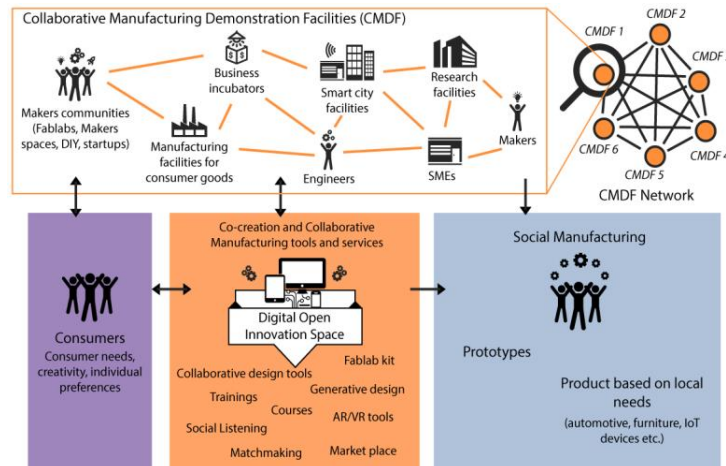 Collaborative Manufacturing Demonstration Facilities (CMDF)
Makers communities
(Fablabs, Makers
spaces, DIY, startups)
Business
incubators
Smart city
facilities
Research
facilities
Manufacturing
facilities for
consumer goods
Engineers
SMEs
Makers
CMDF 1
CMDF 2
CMDF 4
CMDF 5
CMDF 6
CMDF Network
Consumers
Consumer needs,
creativity, individual
preferences
Co-creation and Collaborative
Manufacturing tools and services
Digital Open
Innovation Space
Fablab kit
Collaborative design tools
Generative design
Trainings
Courses
AR/VR tools
Social Listening
Matchmaking
Market place
Social Manufacturing
Prototypes
Product based on local
needs
(automotive, furniture, IoT
devices etc.)